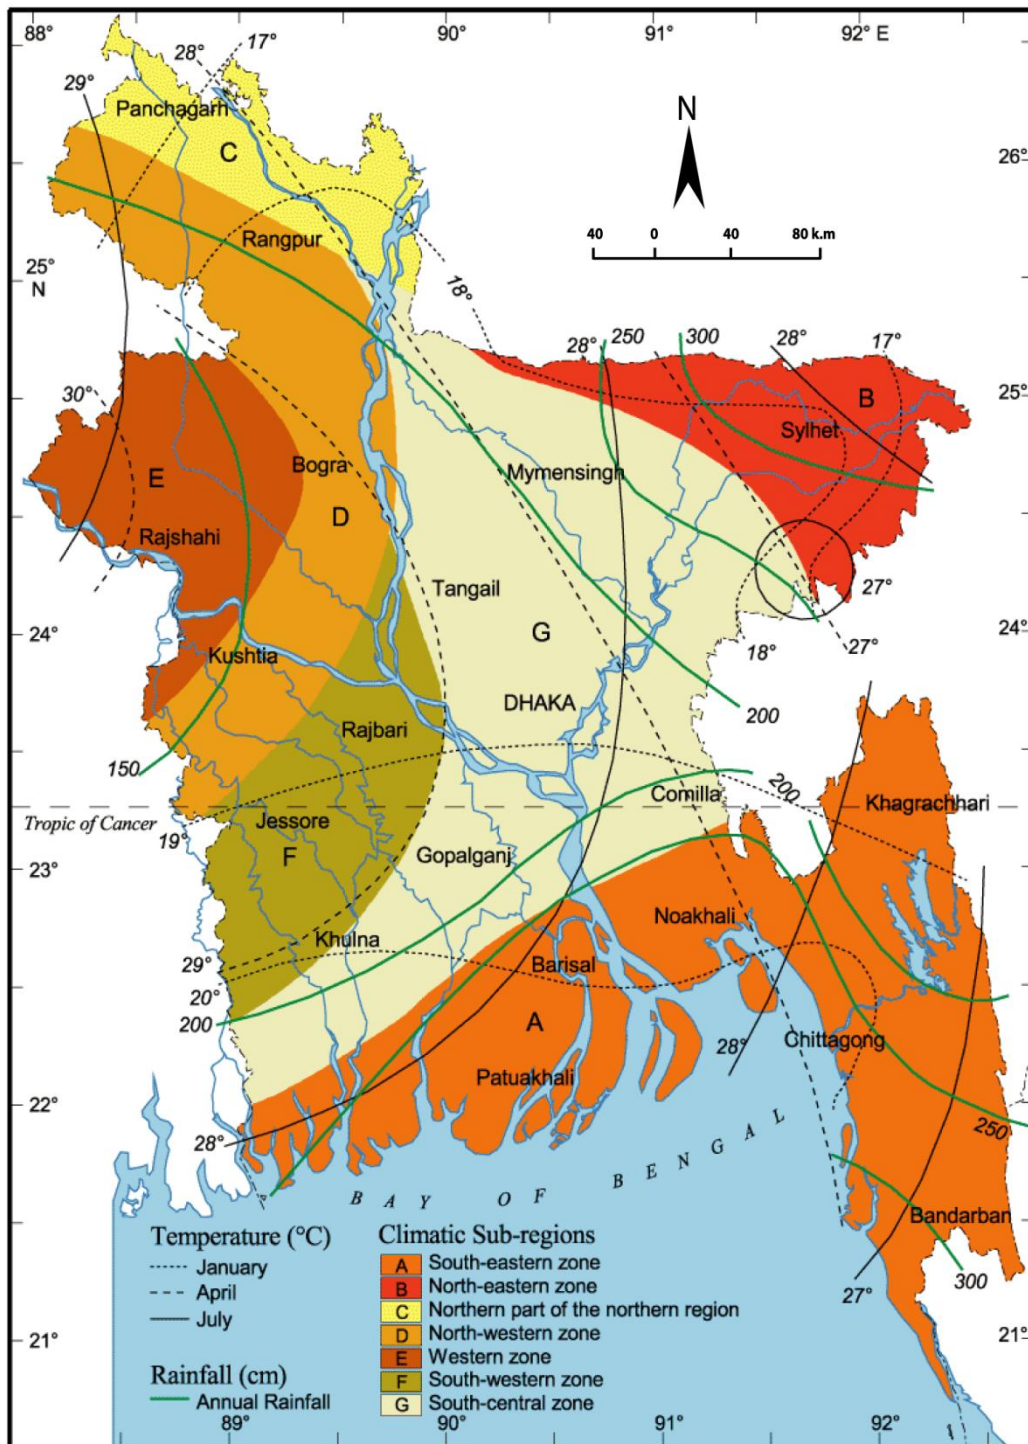 88°
90°
91°
92° E
28°
17°
29°
Panchagarh
N
C
26°
40 0 40 80 k.m
Rangpur
25°
N
18°
28°
250
300
28°
17°
30°
B
25°
Sylhet
Bogra
Mymensingh
E
D
Rajshahi
Tangail
27°
24°
G
24°
Kushtia
18°
27°
DHAKA
Rajbari
200
150
Comilla
200
Khagrachhari
Tropic of Cancer
19°
Jessore
F
Gopalganj
23°
23°
Noakhali
Khulna
29°
Barisal
20°
200
A
28°
Chittagong
Patuakhali
22°
22°
28°
250
BAY OF BENGAL
Bandarban
Temperature (°C)
January
April
July
Rainfall (cm)
Annual Rainfall
Climatic Sub-regions
A South-eastern zone
B North-eastern zone
C Northern part of the northern region
D North-western zone
E Western zone
F South-western zone
G South-central zone
27°
300
21°
21°
89°
90°
91°
92°